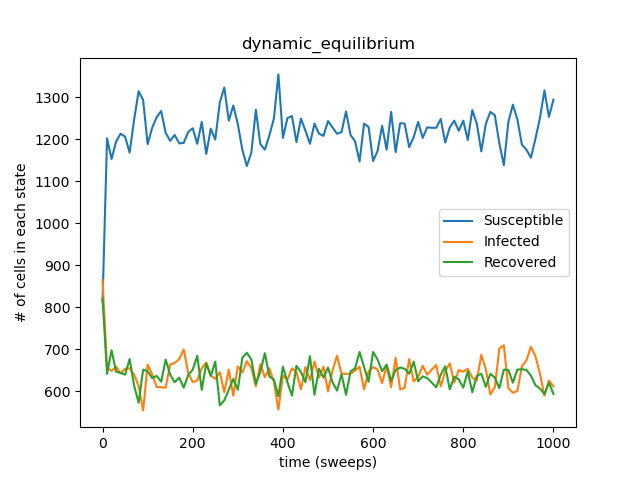 dynamic_equilibrium
# of cells in each state
1300
1200
1100
1000
900
800
700
600
Susceptible
Infected
Recovered
0
200
400
600
800
1000
time (sweeps)